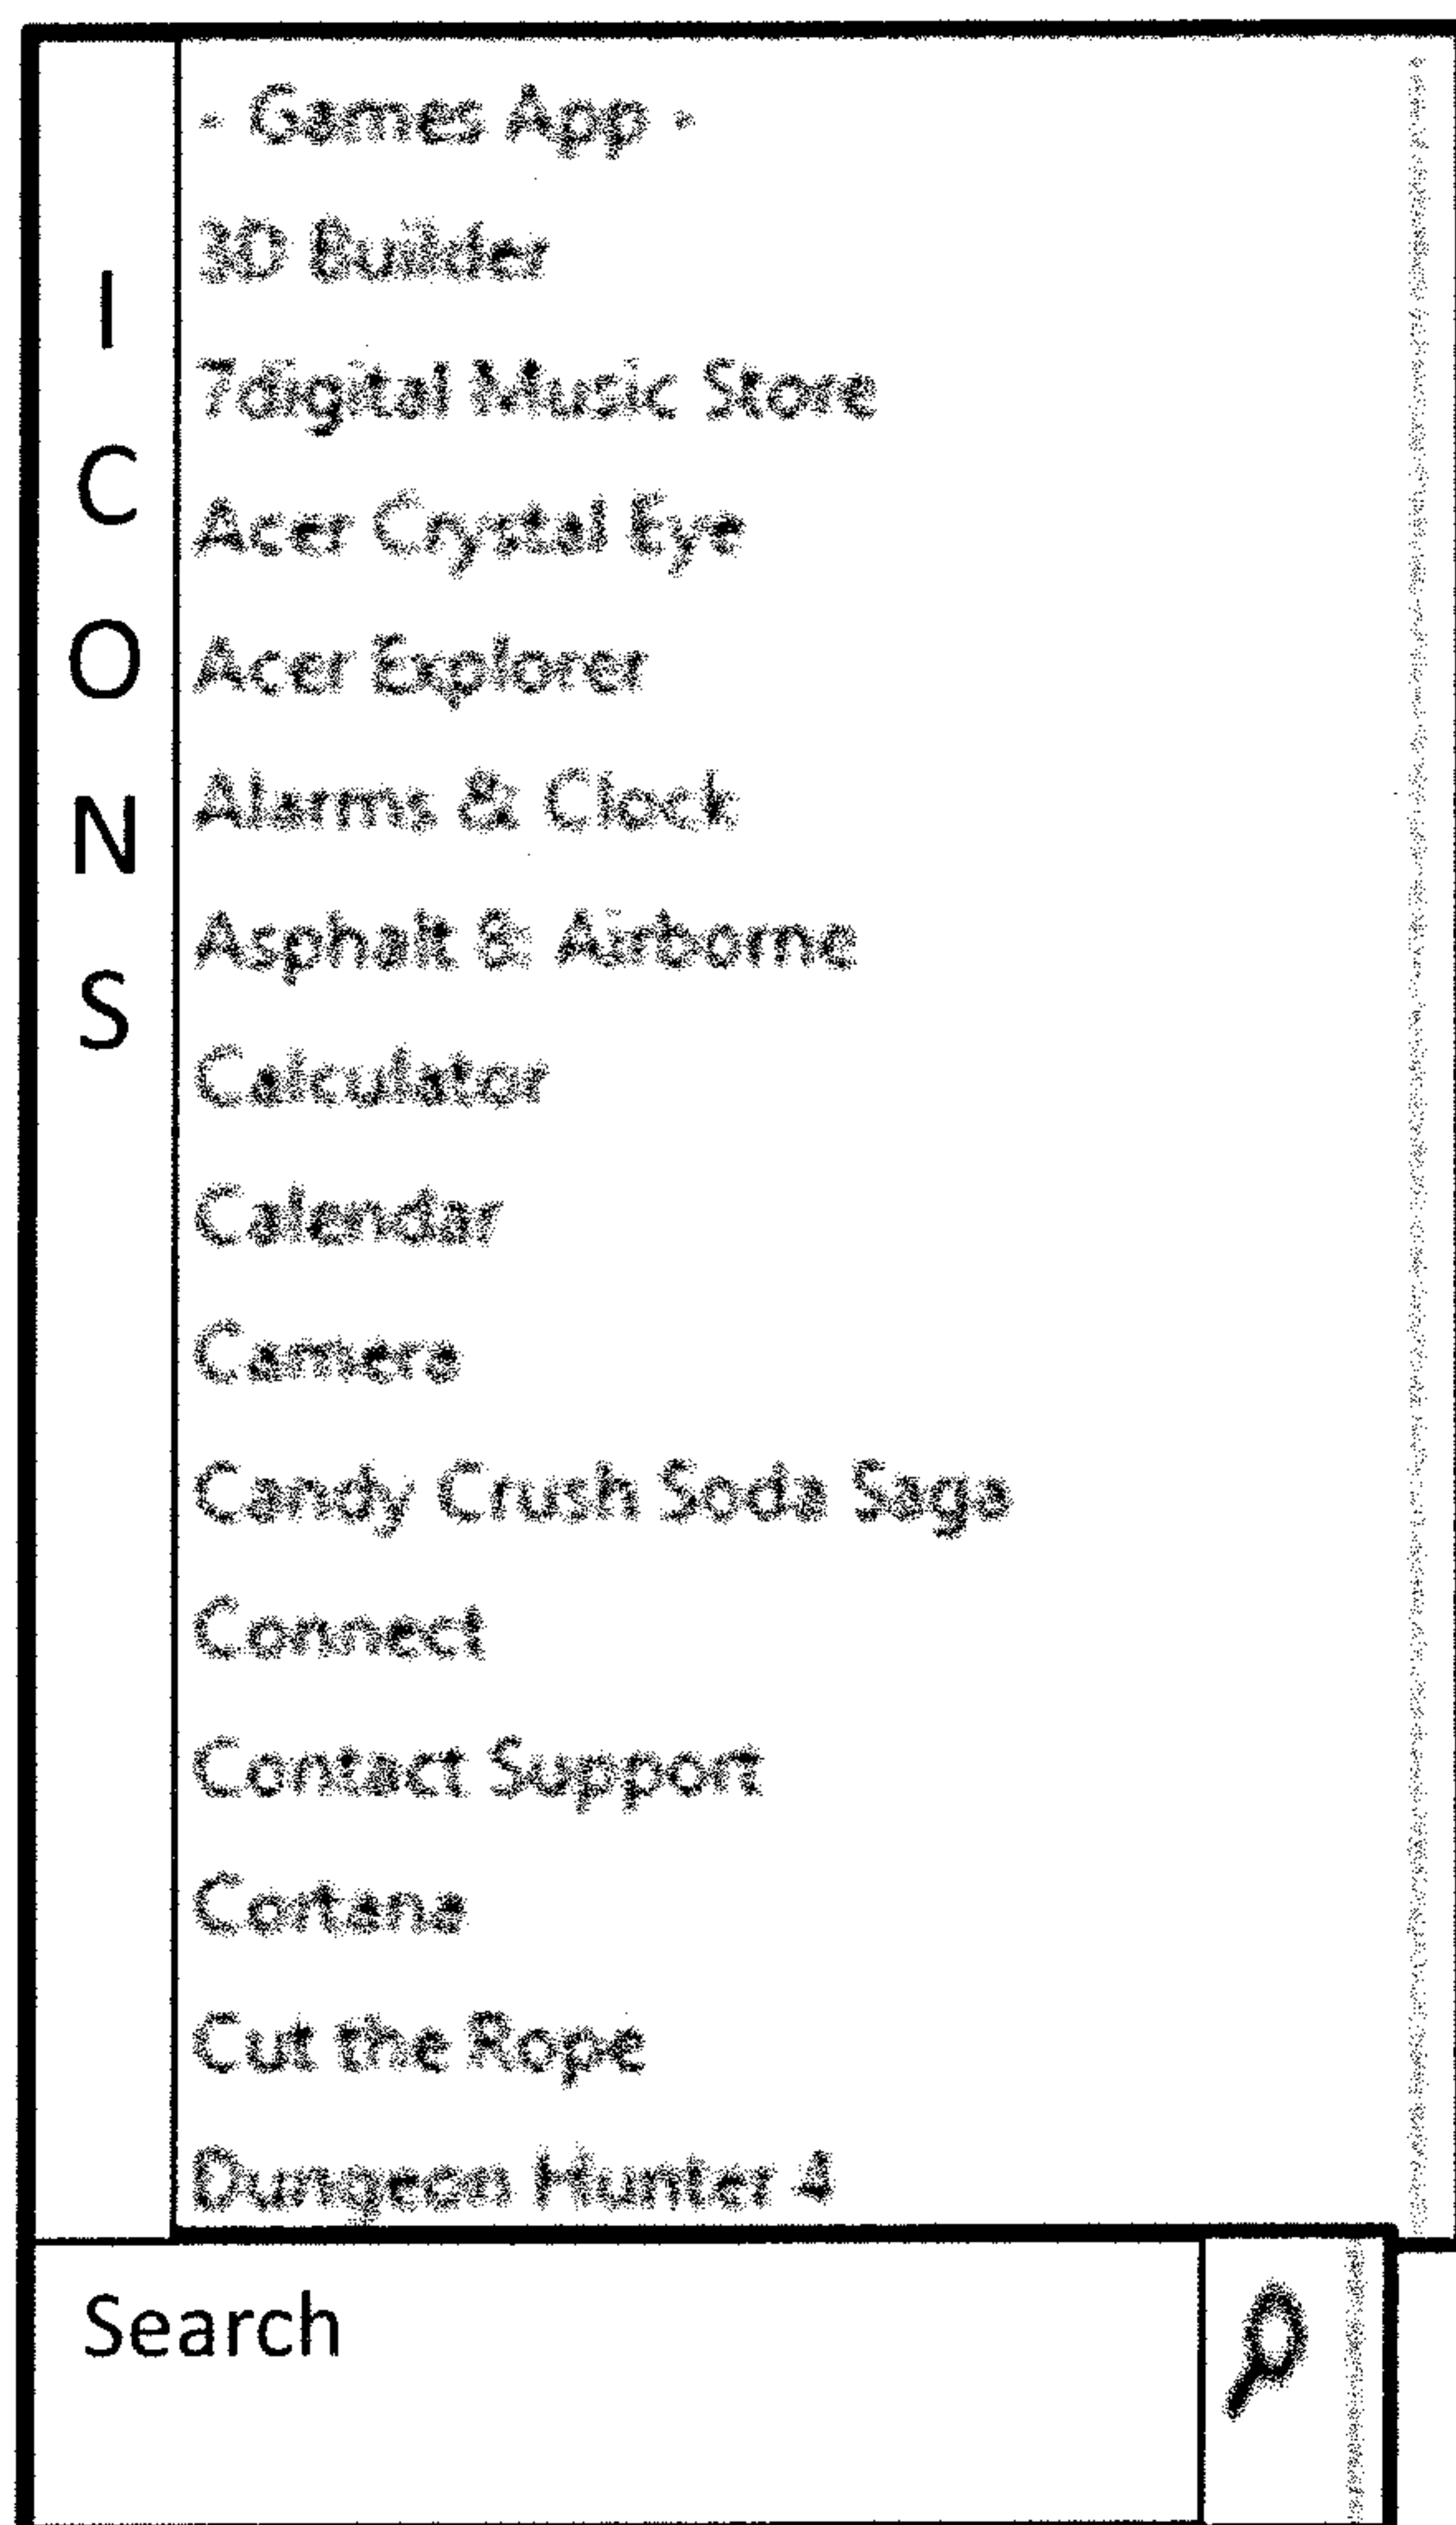 I
C
O
N
S
- Games App -
3D Builder
7digital Music Store
Acer Crystal Eye
Acer Explorer
Alarms & Clock
Asphalt 8: Airborne
Calculator
Calendar
Camera
Candy Crush Soda Saga
Connect
Contact Support
Cortana
Cut the Rope
Dungeon Hunter 4
Search